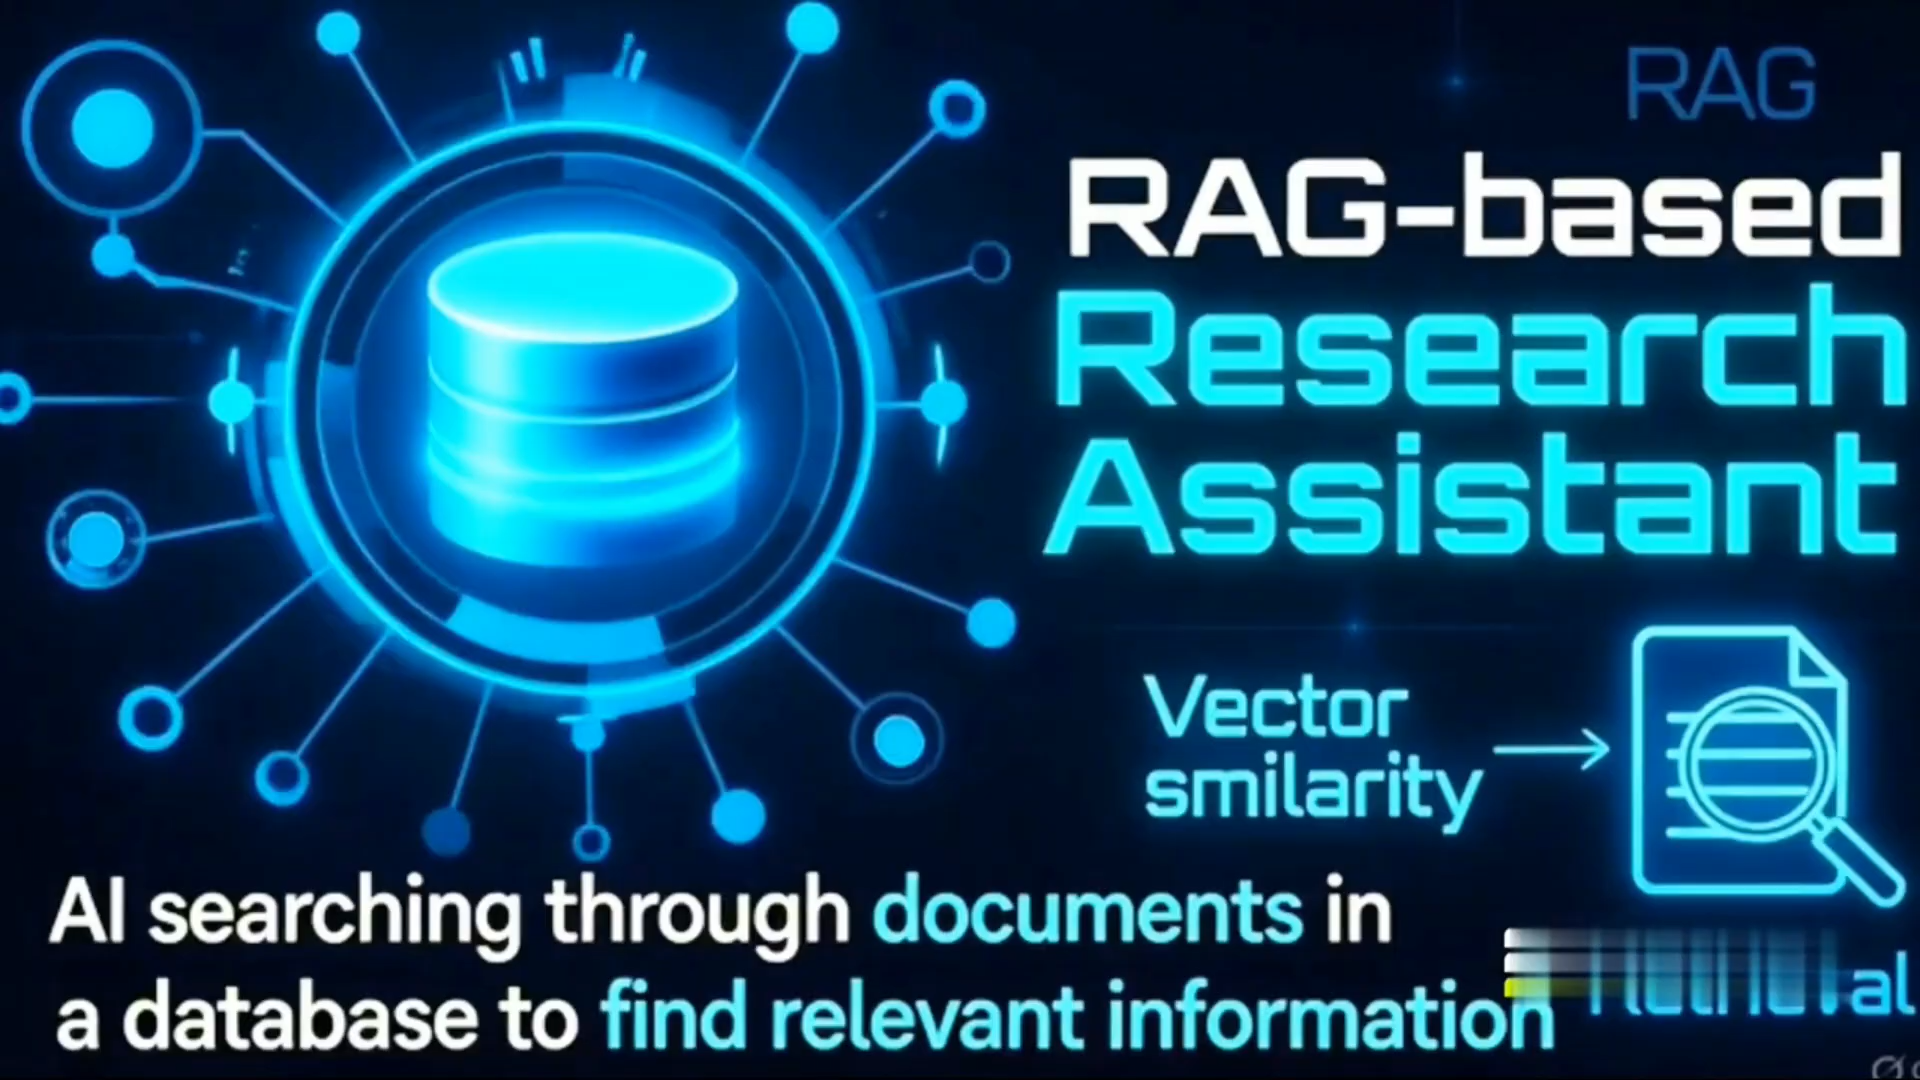 RAG
RAG-based
Research
Assistant
Vector
smilarity
AI searching through documents in
a database to find relevant information